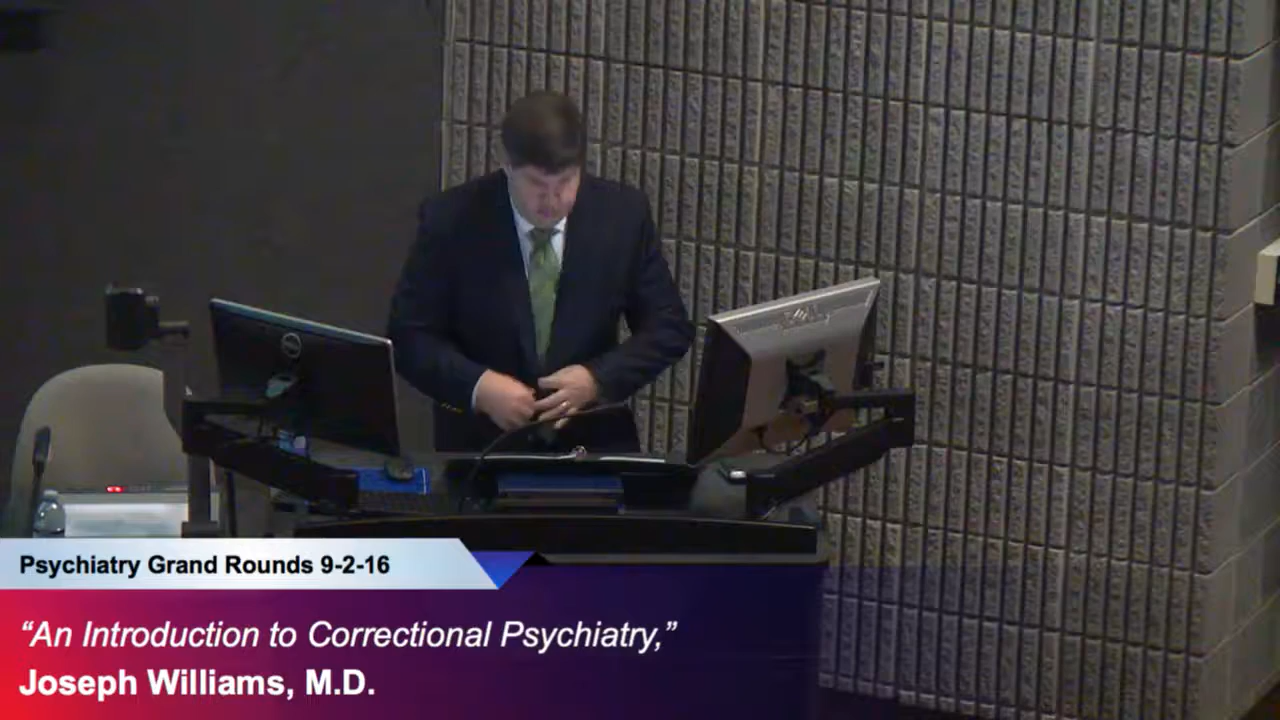 Psychiatry Grand Rounds 9-2-16
“An Introduction to Correctional Psychiatry,”
Joseph Williams, M.D.